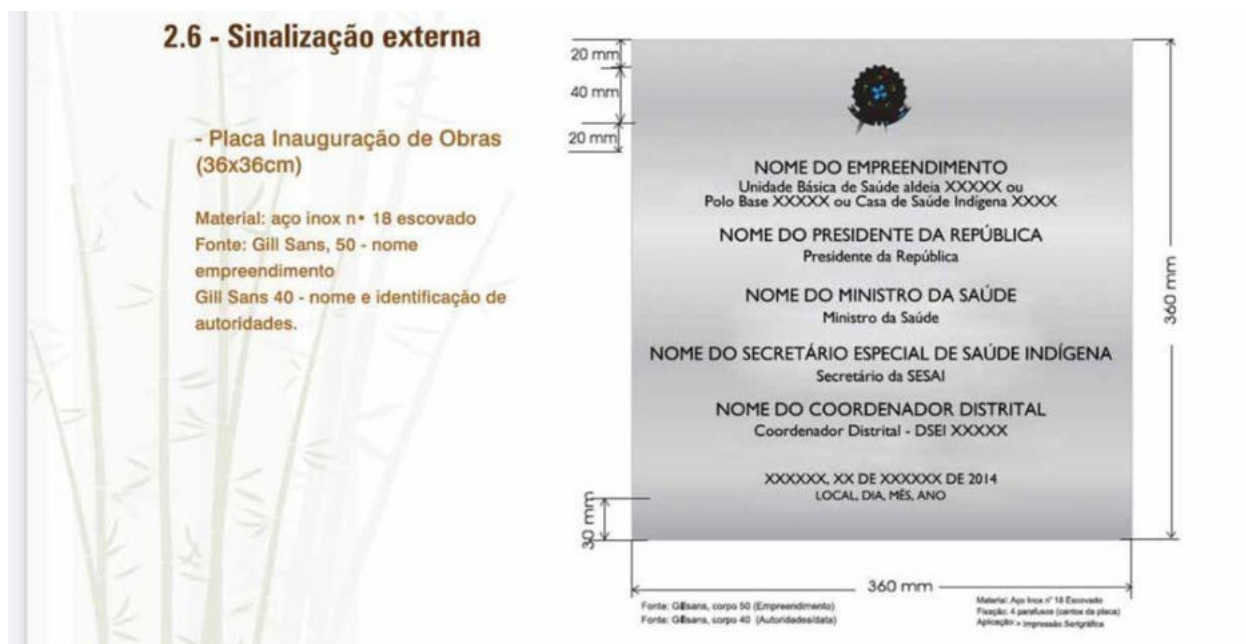 2.6 - Sinalização externa
- Placa Inauguração de Obras
(36x36cm)
Material: aço inox n• 18 escovado
Fonte: Gill Sans, 50 - nome
empreendimento
Gill Sans 40 - nome e identificação de
autoridades.
20 mm
40 mm
20 mm
NOME DO EMPREENDIMENTO
Unidade Básica de Saúde aldeia XXXXX ou
Polo Base XXXXX ou Casa de Saúde Indígena XXXX
NOME DO PRESIDENTE DA REPÚBLICA
Presidente da República
NOME DO MINISTRO DA SAÚDE
Ministro da Saúde
NOME DO SECRETÁRIO ESPECIAL DE SAÚDE INDÍGENA
Secretário da SESAI
NOME DO COORDENADOR DISTRITAL
Coordenador Distrital - DSEI XXXXX
XXXXXX, XX DE XXXXXX DE 2014
LOCAL, DIA, MÊS, ANO
30 mm
360 mm
360 mm
Fonte: Gillsans, corpo 50 (Empreendimento)
Fonte: Gillsans, corpo 40 (Autoridades/data)
Material: Aço Inox n° 18 Escovado
Fixação: 4 parafusos (cantos da placa)
Aplicação: > Impressão Serigráfica